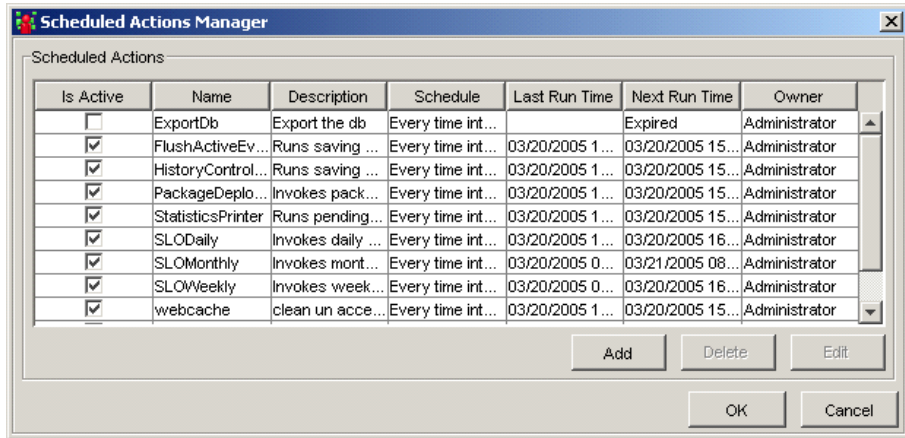 Scheduled Actions Manager
Scheduled Actions
Is Active Name Description Schedule Last Run Time Next Run Time Owner
ExportDb Export the db Every time int... Expired Administrator
FlushActiveEv... Runs saving ... Every time int... 03/20/2005 1... 03/20/2005 15... Administrator
HistoryControl... Runs saving ... Every time int... 03/20/2005 1... 03/20/2005 15... Administrator
PackageDeplo... Invokes pack... Every time int... 03/20/2005 1... 03/20/2005 15... Administrator
StatisticsPrinter Runs pending... Every time int... 03/20/2005 1... 03/20/2005 15... Administrator
SLODaily Invokes daily ... Every time int... 03/20/2005 1... 03/20/2005 16... Administrator
SLOMonthly Invokes mont... Every time int... 03/20/2005 0... 03/21/2005 08... Administrator
SLOWeekly Invokes week... Every time int... 03/20/2005 0... 03/20/2005 16... Administrator
webcache clean un acce... Every time int... 03/20/2005 1... 03/20/2005 15... Administrator
Add Delete Edit
OK Cancel